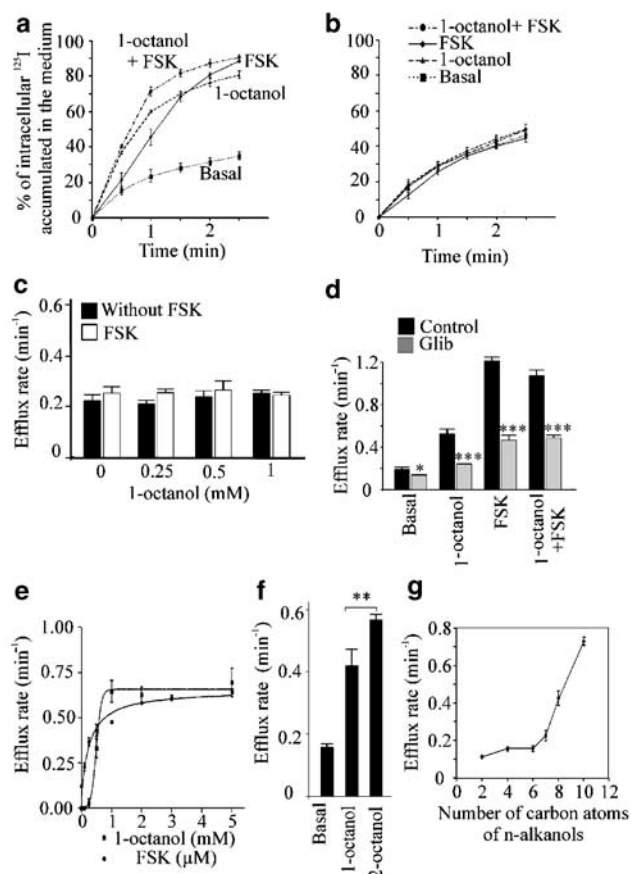 a
% of intracellular ¹²⁵I
accumulated in the medium
100
80
60
40
20
0
1-octanol
+ FSK
FSK
1-octanol
Basal
0 1 2
Time (min)
b
1-octanol+ FSK
FSK
1-octanol
Basal
100
80
60
40
20
0
0 1 2
Time (min)
c
Efflux rate (min⁻¹)
0.6
0.4
0.2
0
Without FSK
FSK
0 0.25 0.5 1
1-octanol (mM)
d
Control
Glib
Efflux rate (min⁻¹)
1.2
0.8
0.4
0
*
***
***
***
Basal
1-octanol
FSK
1-octanol
+FSK
e
Efflux rate (min⁻¹)
1.00
0.75
0.50
0.25
0.00
0 1 2 3 4 5
1-octanol (mM)
FSK (µM)
f
Efflux rate (min⁻¹)
0.6
0.4
0.2
0
**
Basal
1-octanol
2-octanol
g
Efflux rate (min⁻¹)
0.8
0.6
0.4
0.2
0
0 2 4 6 8 10 12
Number of carbon atoms
of n-alkanols